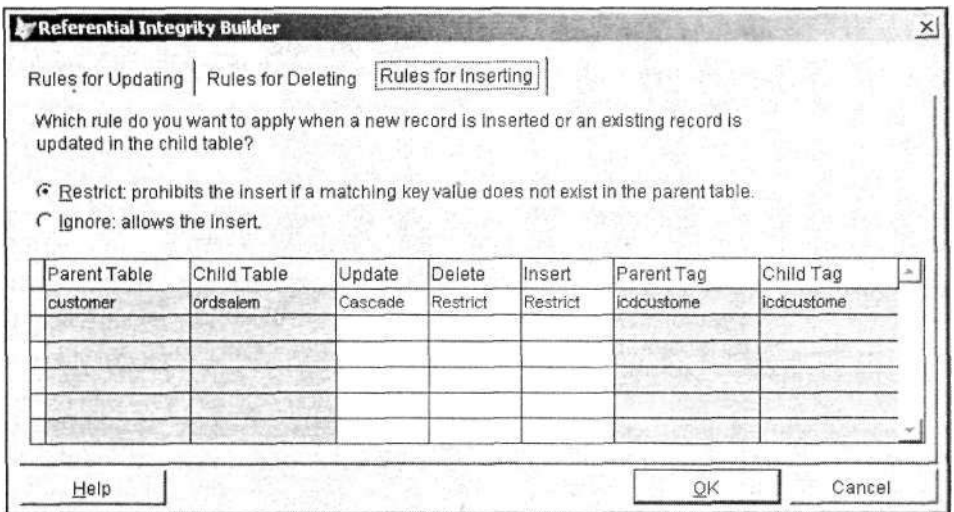 Referential Integrity Builder
Rules for Updating Rules for Deleting Rules for Inserting
Which rule do you want to apply when a new record is inserted or an existing record is
updated in the child table?
Restrict: prohibits the insert if a matching key value does not exist in the parent table.
Ignore: allows the insert.
Parent Table Child Table Update Delete Insert Parent Tag Child Tag
customer ordsalem Cascade Restrict Restrict icdcustome icdcustome
Help OK Cancel